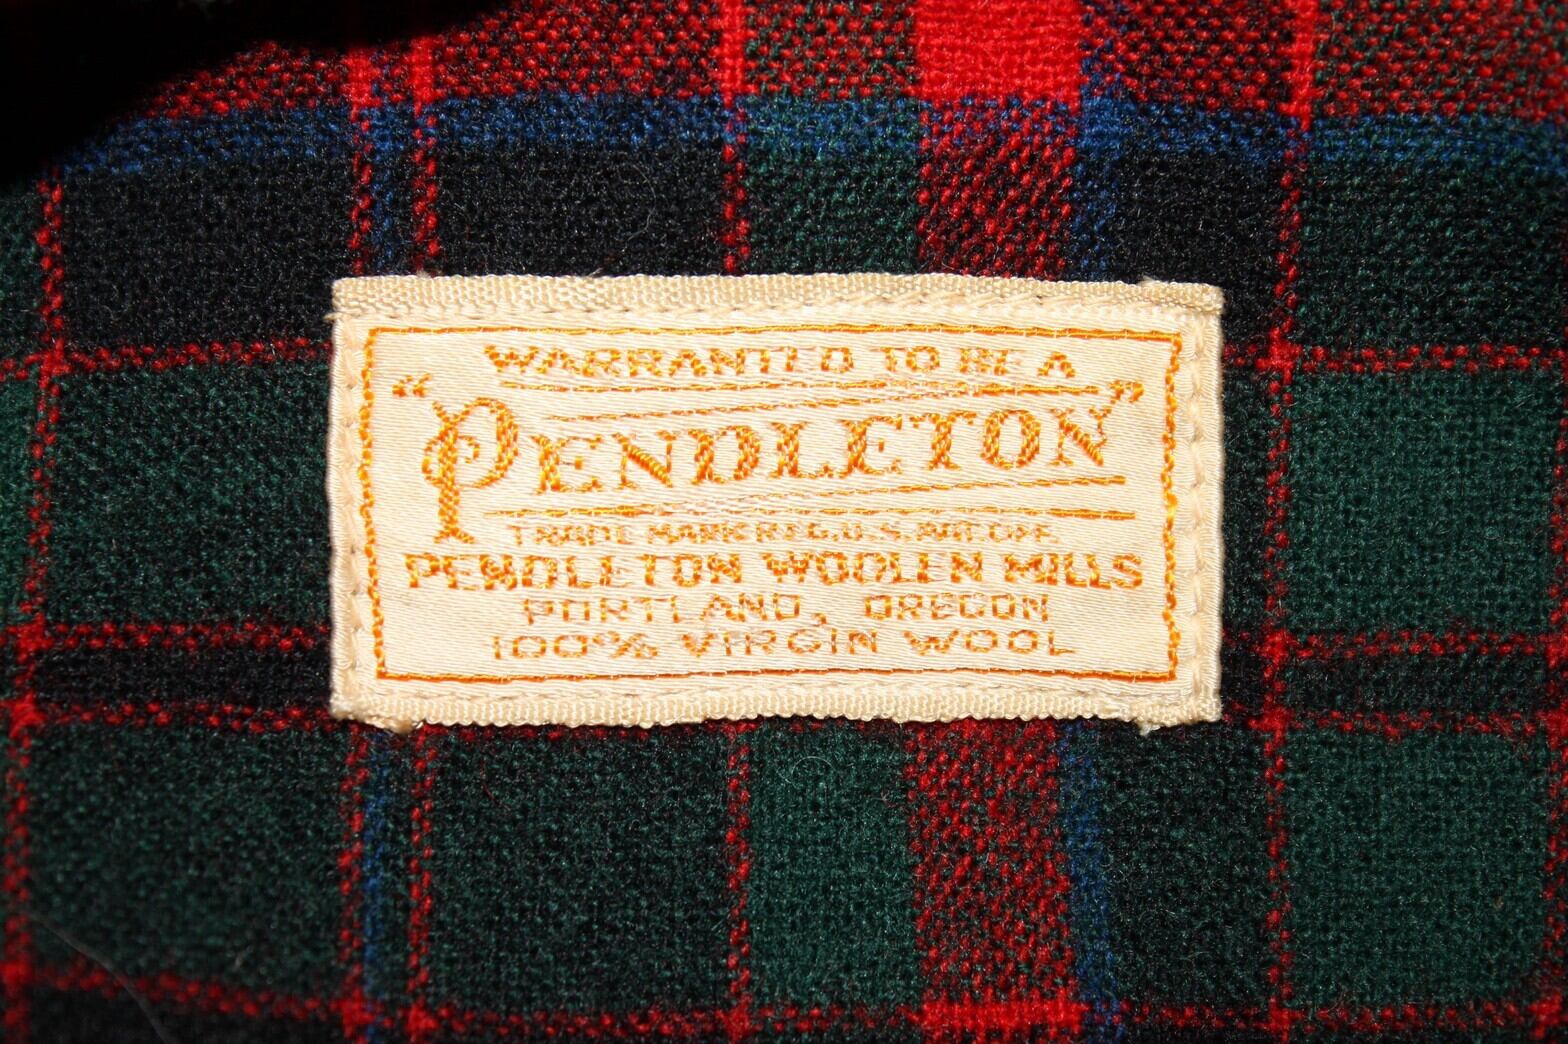 WARRANTED TO BE A
"PENDLETON"
TRADE MARK REG. U.S. PAT. OFF.
PENDLETON WOOLEN MILLS
PORTLAND, OREGON
100% VIRGIN WOOL